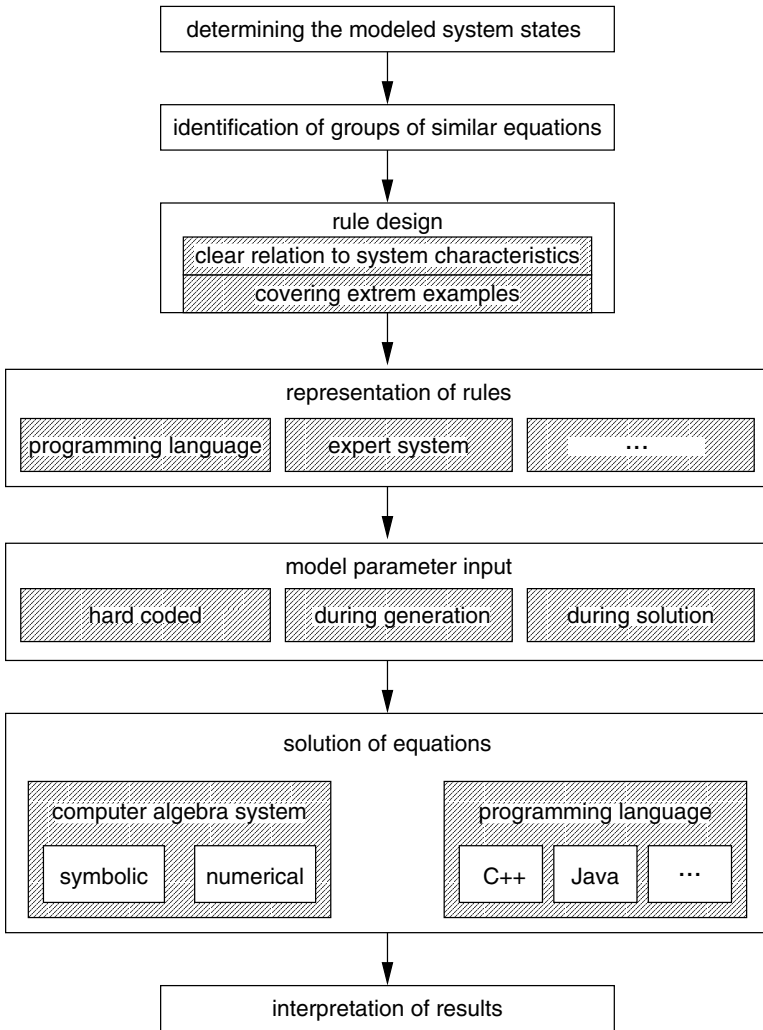 determining the modeled system states
identification of groups of similar equations
rule design
clear relation to system characteristics
covering extrem examples
representation of rules
programming language
expert system
...
model parameter input
hard coded
during generation
during solution
solution of equations
computer algebra system
symbolic
numerical
programming language
C++
Java
...
interpretation of results